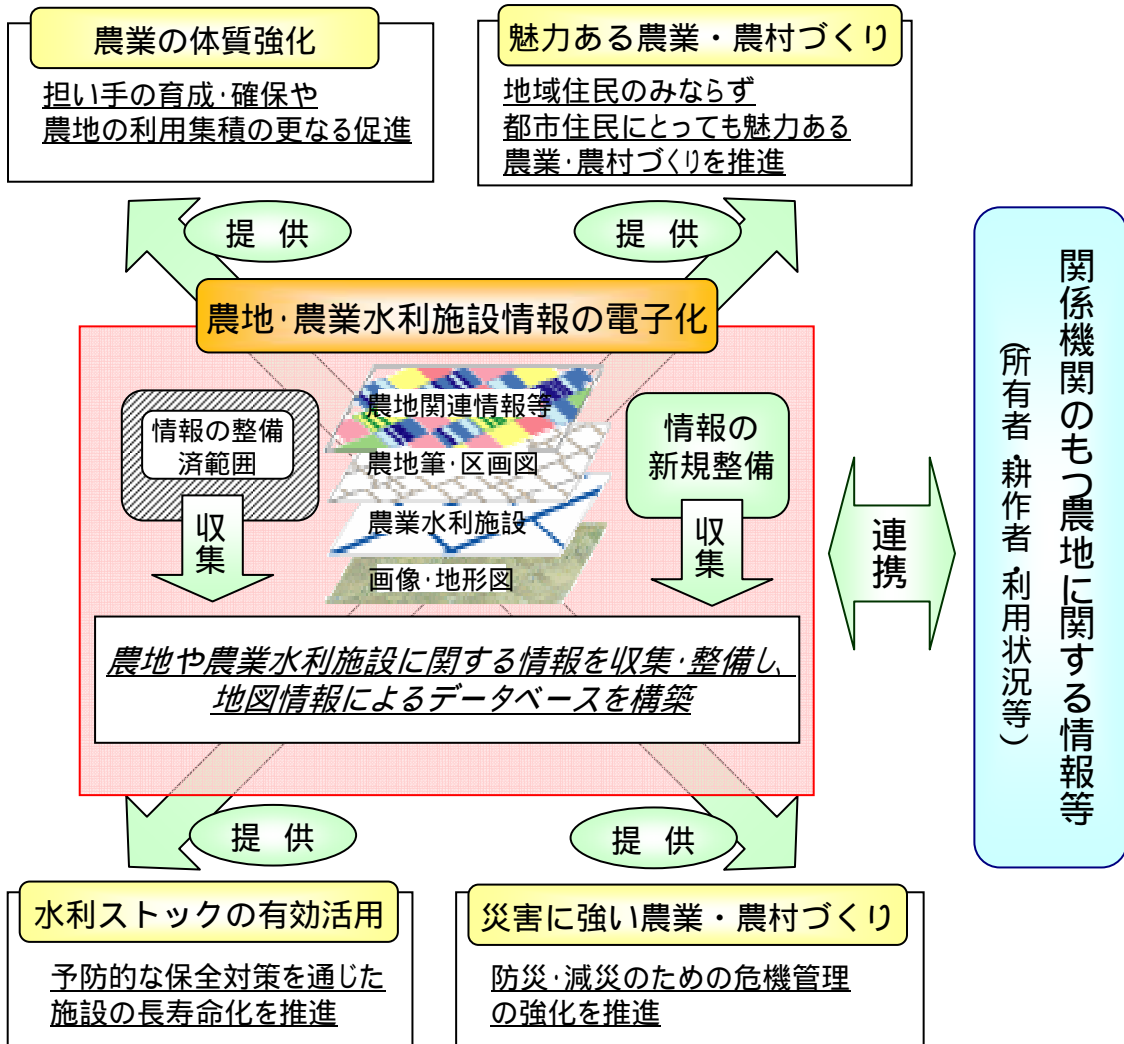 農業の体質強化
担い手の育成・確保や
農地の利用集積の更なる促進
魅力ある農業・農村づくり
地域住民のみならず
都市住民にとっても魅力ある
農業・農村づくりを推進
提 供
提 供
農地・農業水利施設情報の電子化
情報の整備
済範囲
収集
農地関連情報等
農地筆・区画図
農業水利施設
画像・地形図
情報の
新規整備
収集
農地や農業水利施設に関する情報を収集・整備し、
地図情報によるデータベースを構築
連携
関係機関のもつ農地に関する情報等
(所有者・耕作者・利用状況等)
提 供
提 供
水利ストックの有効活用
予防的な保全対策を通じた
施設の長寿命化を推進
災害に強い農業・農村づくり
防災・減災のための危機管理
の強化を推進